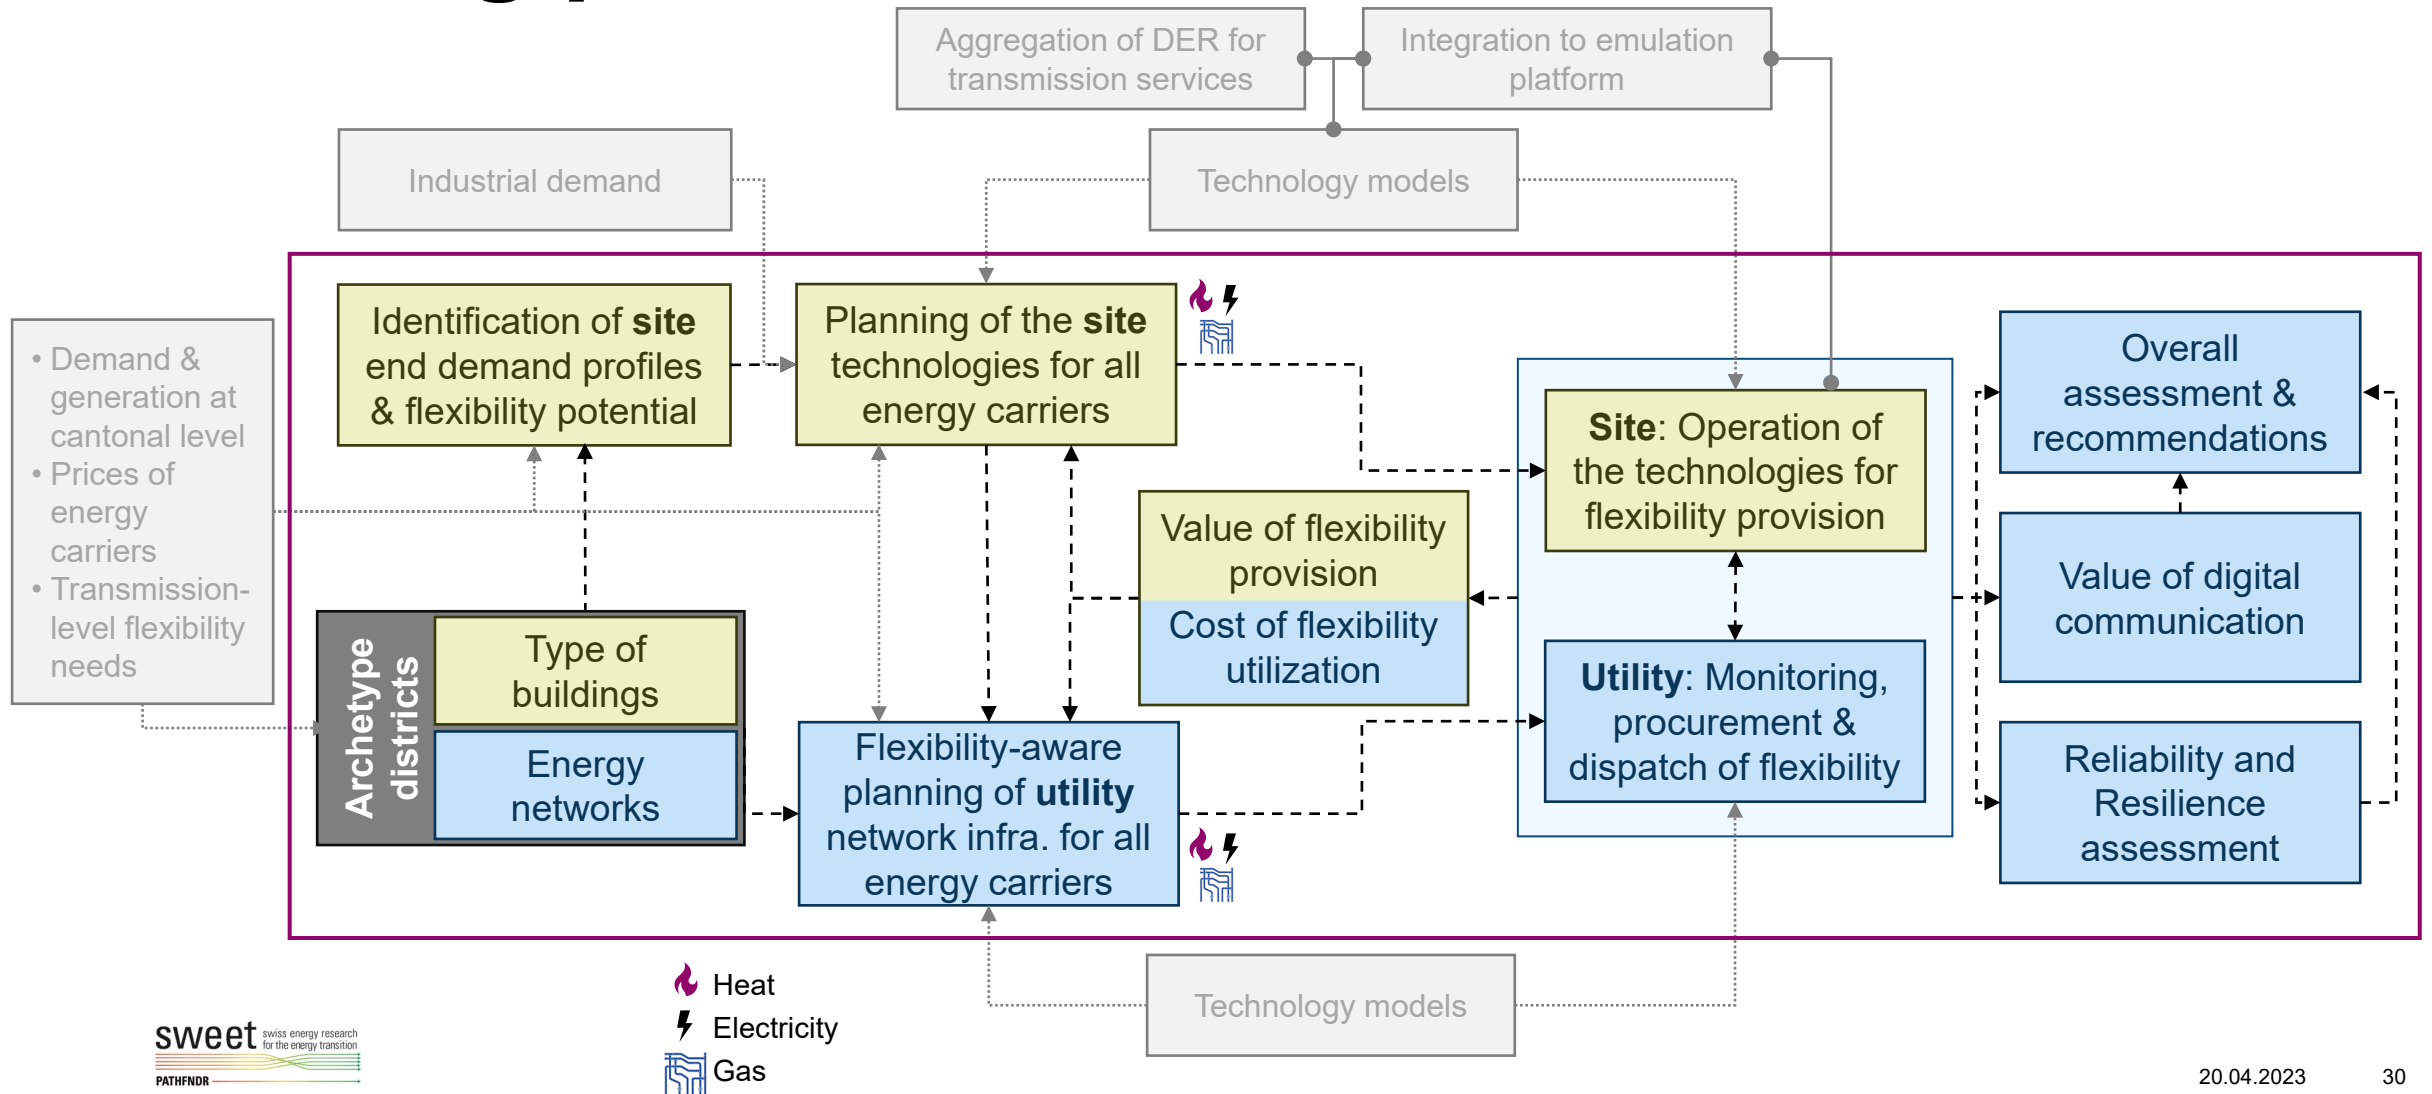 Aggregation of DER for
transmission services
Integration to emulation
platform
Industrial demand
Technology models
• Demand &
generation at
cantonal level
• Prices of
energy
carriers
• Transmission-
level flexibility
needs
Identification of site
end demand profiles
& flexibility potential
Planning of the site
technologies for all
energy carriers
Archetype
districts
Type of
buildings
Energy
networks
Value of flexibility
provision
Cost of flexibility
utilization
Flexibility-aware
planning of utility
network infra. for all
energy carriers
Site: Operation of
the technologies for
flexibility provision
Utility: Monitoring,
procurement &
dispatch of flexibility
Overall
assessment &
recommendations
Value of digital
communication
Reliability and
Resilience
assessment
Technology models
Heat
Electricity
Gas
sweet swiss energy research
for the energy transition
PATHFNDR
20.04.2023 30